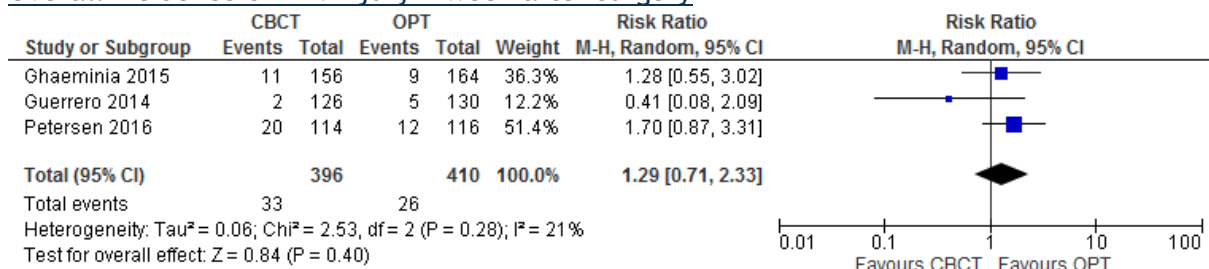 CBCT OPT Risk Ratio Risk Ratio
Study or Subgroup Events Total Events Total Weight M-H, Random, 95% CI M-H, Random, 95% CI
Ghaeminia 2015 11 156 9 164 36.3% 1.28 [0.55, 3.02]
Guerrero 2014 2 126 5 130 12.2% 0.41 [0.08, 2.09]
Petersen 2016 20 114 12 116 51.4% 1.70 [0.87, 3.31]
Total (95% CI) 396 410 100.0% 1.29 [0.71, 2.33]
Total events 33 26
Heterogeneity: Tau² = 0.06; Chi² = 2.53, df = 2 (P = 0.28); I² = 21%
Test for overall effect: Z = 0.84 (P = 0.40)
0.01 0.1 1 10 100
Favours CBCT Favours OPT